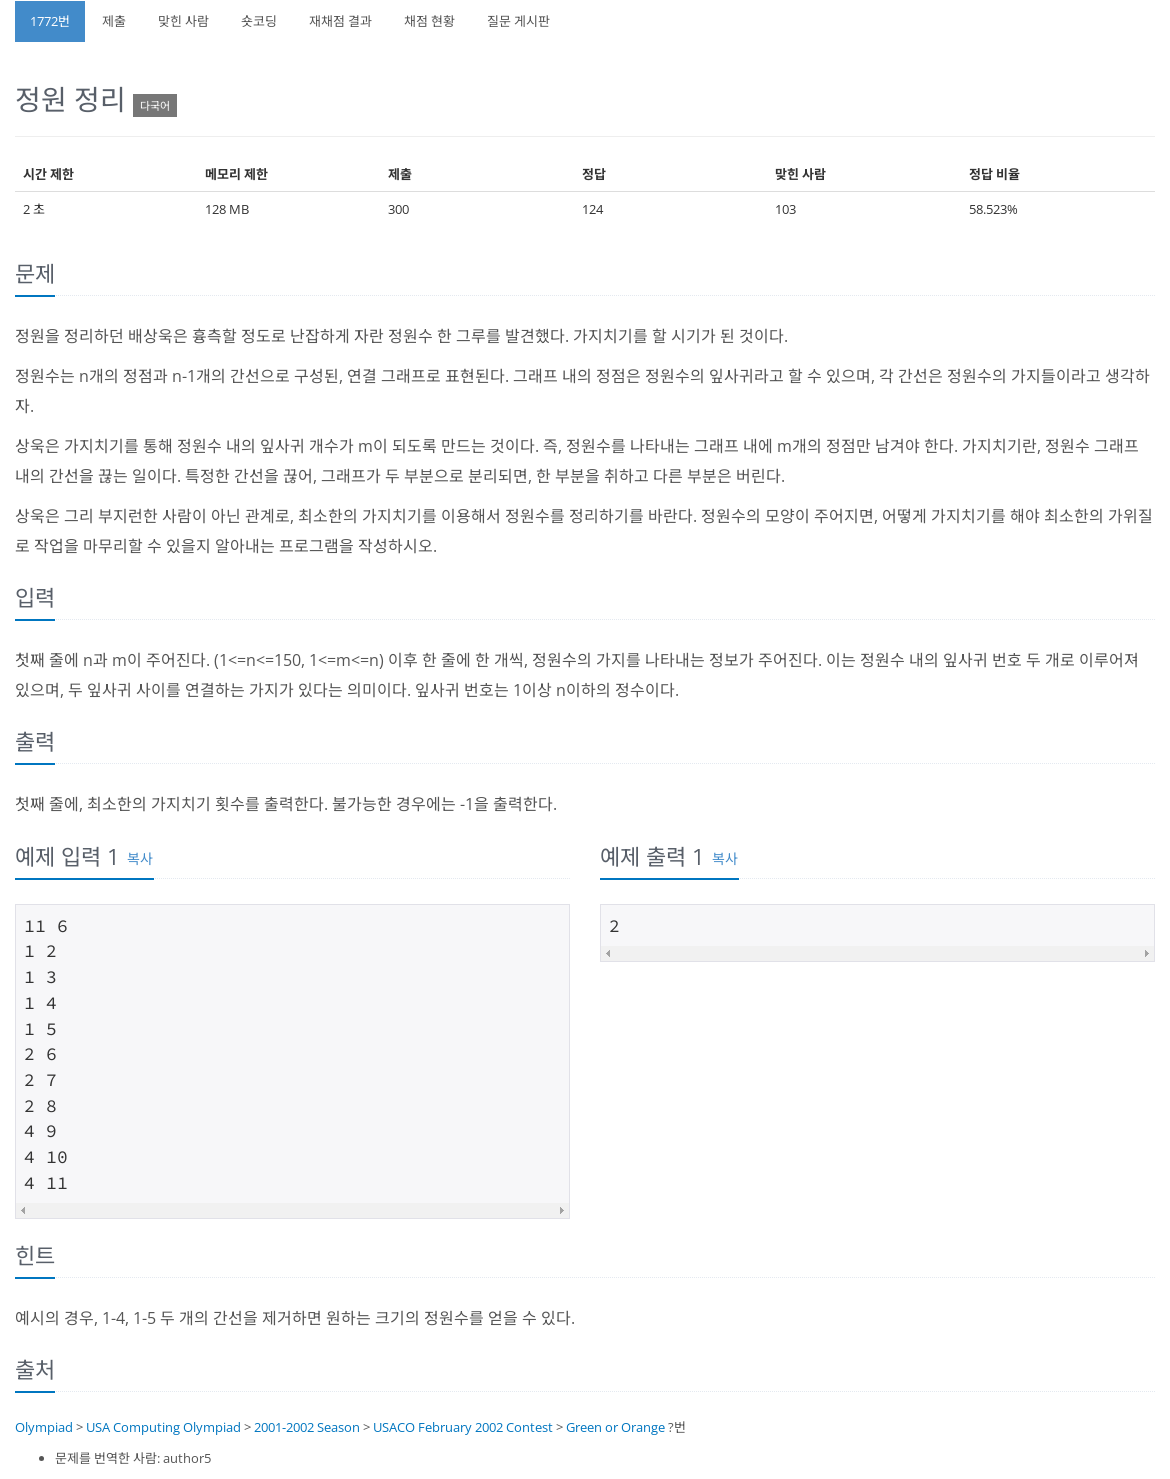 1772번 제출 맞힌 사람 숏코딩 재채점 결과 채점 현황 질문 게시판
정원 정리 다국어
시간 제한 메모리 제한 제출 정답 맞힌 사람 정답 비율
2 초 128 MB 300 124 103 58.523%
문제
정원을 정리하던 배상욱은 흉측할 정도로 난잡하게 자란 정원수 한 그루를 발견했다. 가지치기를 할 시기가 된 것이다.
정원수는 n개의 정점과 n-1개의 간선으로 구성된, 연결 그래프로 표현된다. 그래프 내의 정점은 정원수의 잎사귀라고 할 수 있으며, 각 간선은 정원수의 가지들이라고 생각하
자.
상욱은 가지치기를 통해 정원수 내의 잎사귀 개수가 m이 되도록 만드는 것이다. 즉, 정원수를 나타내는 그래프 내에 m개의 정점만 남겨야 한다. 가지치기란, 정원수 그래프
내의 간선을 끊는 일이다. 특정한 간선을 끊어, 그래프가 두 부분으로 분리되면, 한 부분을 취하고 다른 부분은 버린다.
상욱은 그리 부지런한 사람이 아닌 관계로, 최소한의 가지치기를 이용해서 정원수를 정리하기를 바란다. 정원수의 모양이 주어지면, 어떻게 가지치기를 해야 최소한의 가위질
로 작업을 마무리할 수 있을지 알아내는 프로그램을 작성하시오.
입력
첫째 줄에 n과 m이 주어진다. (1<=n<=150, 1<=m<=n) 이후 한 줄에 한 개씩, 정원수의 가지를 나타내는 정보가 주어진다. 이는 정원수 내의 잎사귀 번호 두 개로 이루어져
있으며, 두 잎사귀 사이를 연결하는 가지가 있다는 의미이다. 잎사귀 번호는 1이상 n이하의 정수이다.
출력
첫째 줄에, 최소한의 가지치기 횟수를 출력한다. 불가능한 경우에는 -1을 출력한다.
예제 입력 1 복사
11 6
1 2
1 3
1 4
1 5
2 6
2 7
2 8
4 9
4 10
4 11
예제 출력 1 복사
2
힌트
예시의 경우, 1-4, 1-5 두 개의 간선을 제거하면 원하는 크기의 정원수를 얻을 수 있다.
출처
Olympiad > USA Computing Olympiad > 2001-2002 Season > USACO February 2002 Contest > Green or Orange ?번
• 문제를 번역한 사람: author5